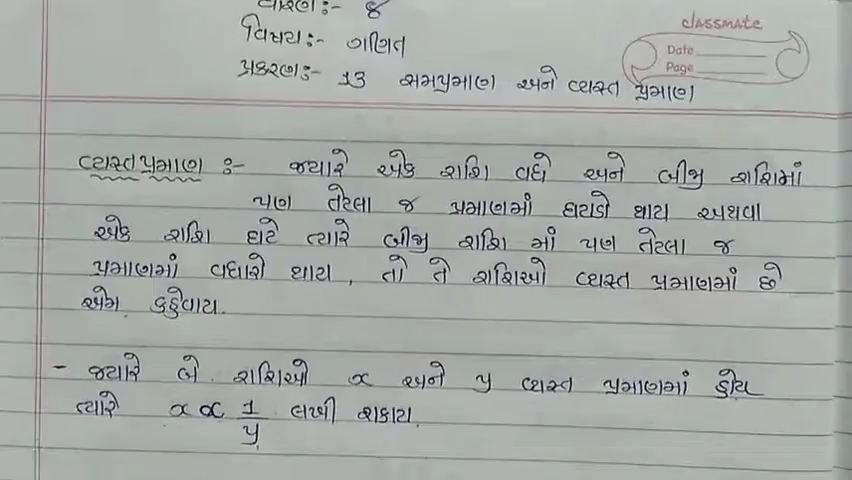 ધોરણ :- ૪
classmate
વિષય :- ગણિત
Date
Page
પ્રકરણ :- 13 સમપ્રમાણ અને વ્યસ્ત પ્રમાણ
વ્યસ્ત પ્રમાણ :- જ્યારે એક રાશિ વધે અને બીજી રાશિમાં
પણ તેટલા જ પ્રમાણમાં ઘટાડો થાય અથવા
એક રાશિ ઘટે ત્યારે બીજી રાશિ માં પણ તેટલા જ
પ્રમાણમાં વધારો થાય, તો તે રાશિઓ વ્યસ્ત પ્રમાણમાં છે
એમ કહેવાય.
- જ્યારે બે રાશિઓ x અને y વ્યસ્ત પ્રમાણમાં હોય
ત્યારે x ∝ 1/y લખી શકાય.